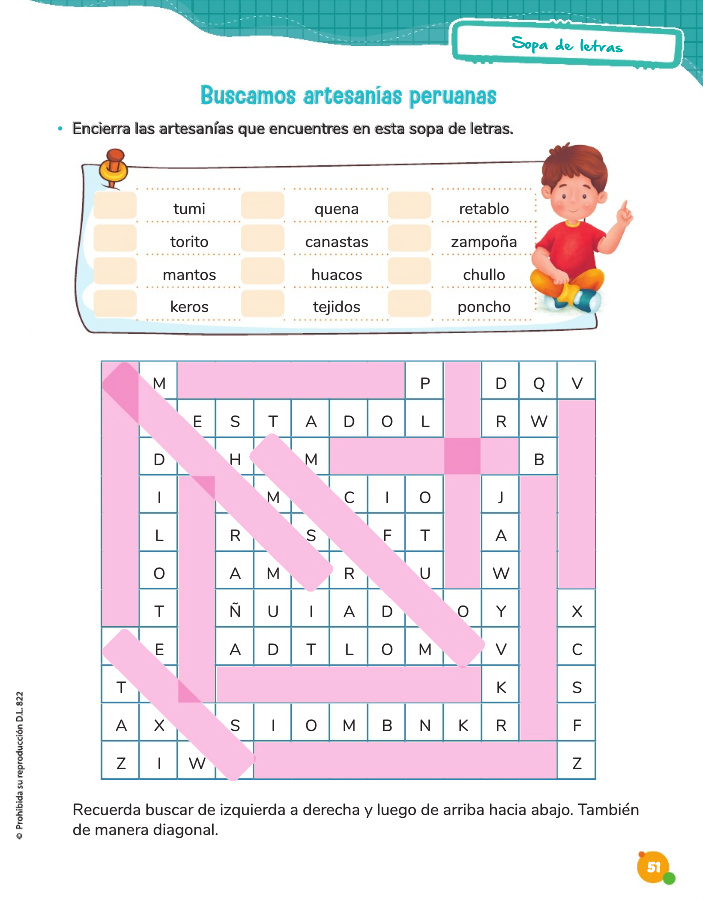 Sopa de letras
Buscamos artesanías peruanas
• Encierra las artesanías que encuentres en esta sopa de letras.
tumi quena retablo
torito canastas zampoña
mantos huacos chullo
keros tejidos poncho
M P D Q V
E S T A D O L R W
D H M B
I M C I O J
L R S F T A
O A M R U W
T Ñ U I A D O Y X
E A D T L O M V C
T K S
A X S I O M B N K R F
Z I W Z
Recuerda buscar de izquierda a derecha y luego de arriba hacia abajo. También
de manera diagonal.
© Prohibida su reproducción D.L. 822
51